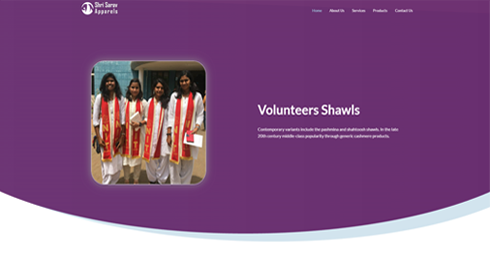 Shri Sarav
Apparels
Home About Us Services Products Contact Us
Volunteers Shawls
Contemporary variants include the pashmina and shahtoosh shawls. In the late
20th century middle-class popularity through generic cashmere products.